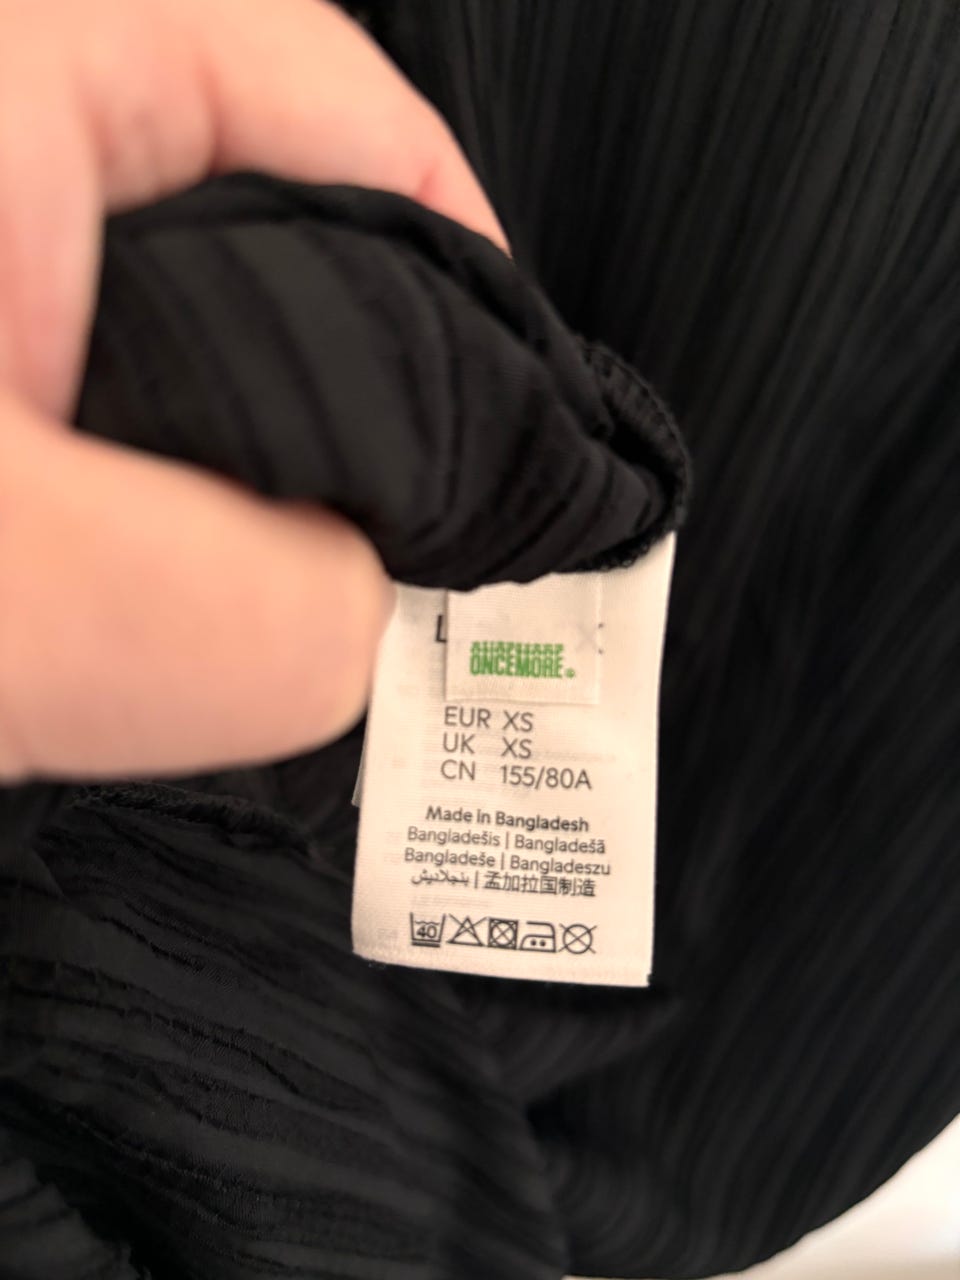 L
ONCEMORE®
EUR XS
UK XS
CN 155/80A
Made in Bangladesh
Bangladešis | Bangladešā
Bangladeše | Bangladeszu
بنجلاديش | 孟加拉国制造
40